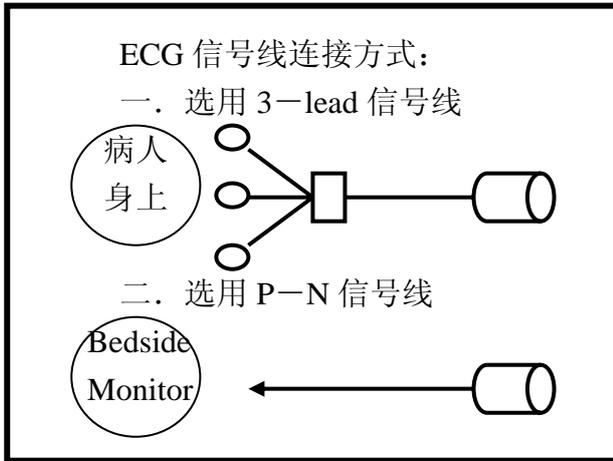 ECG 信号线连接方式：
一．选用 3－lead 信号线
病人
身上
二．选用 P－N 信号线
Bedside
Monitor